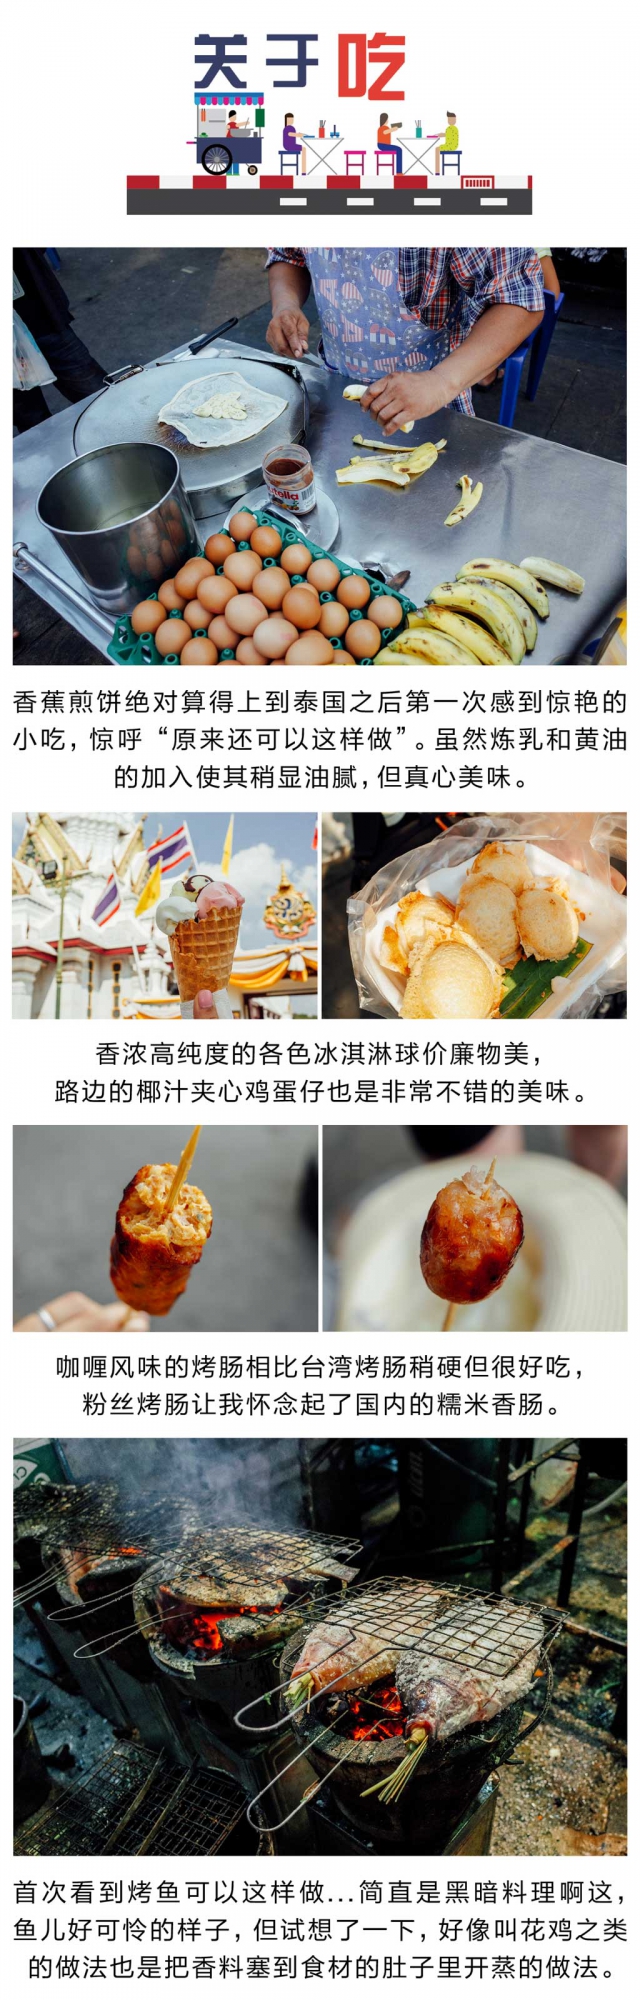 关于吃
nutella
香蕉煎饼绝对算得上到泰国之后第一次感到惊艳的
小吃，惊呼“原来还可以这样做”。虽然炼乳和黄油
的加入使其稍显油腻，但真心美味。
香浓高纯度的各色冰淇淋球价廉物美，
路边的椰汁夹心鸡蛋仔也是非常不错的美味。
咖喱风味的烤肠相比台湾烤肠稍硬但很好吃，
粉丝烤肠让我怀念起了国内的糯米香肠。
首次看到烤鱼可以这样做...简直是黑暗料理啊这，
鱼儿好可怜的样子，但试想了一下，好像叫花鸡之类
的做法也是把香料塞到食材的肚子里开蒸的做法。